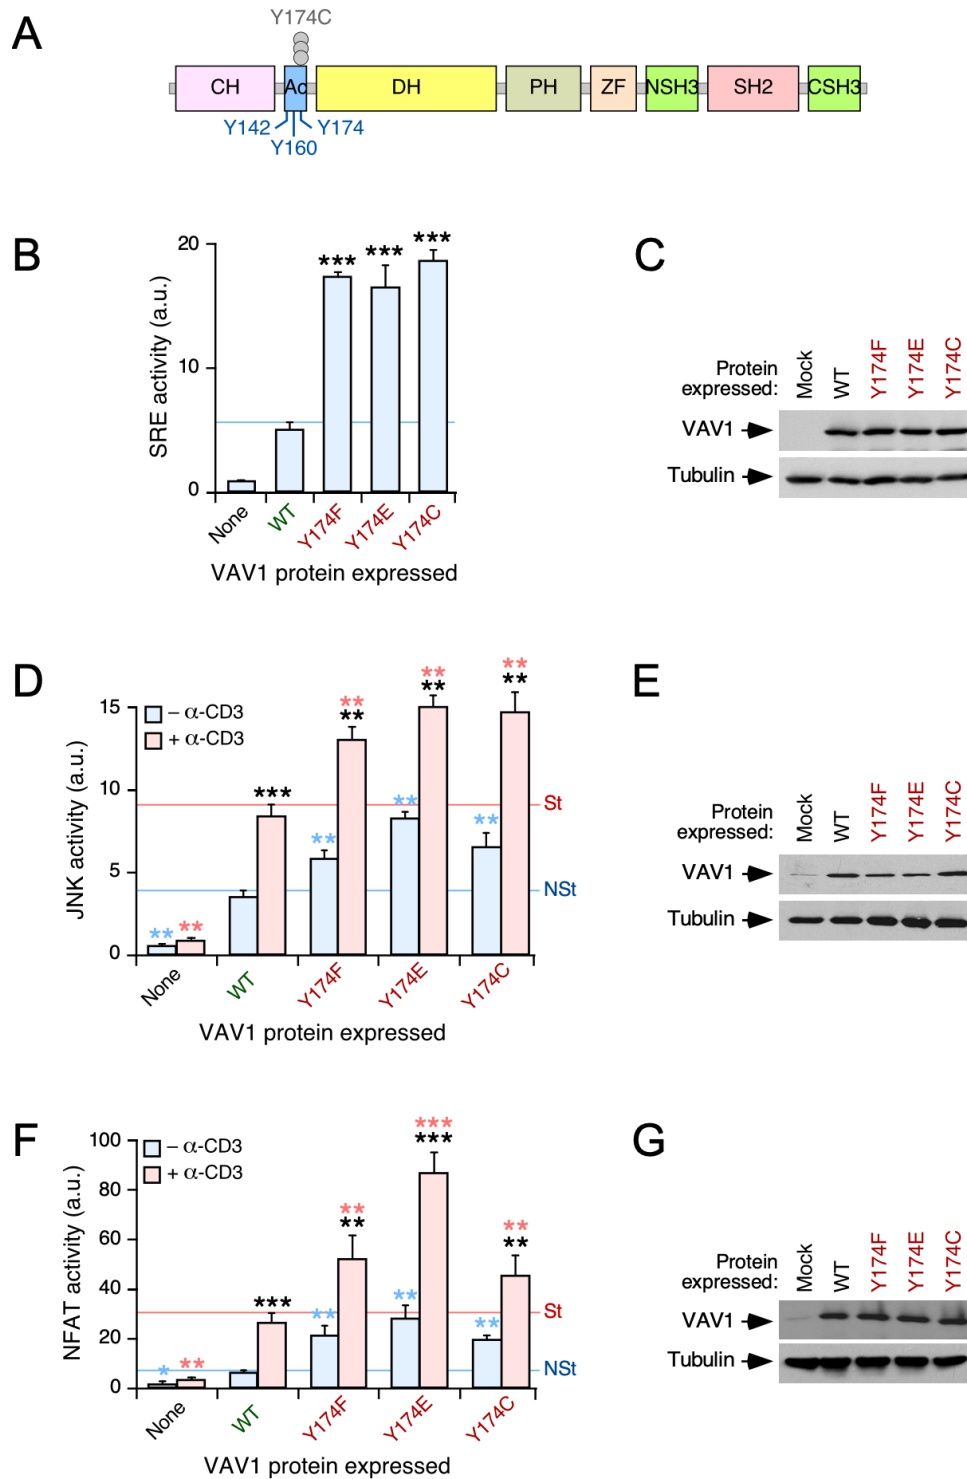 A
Y174C
CH
Ac
DH
PH
ZF
NSH3
SH2
CSH3
Y142
Y174
Y160
B
20
10
0
SRE activity (a.u.)
***
***
***
None
WT
Y174F
Y174E
Y174C
VAV1 protein expressed
C
Protein
expressed:
Mock
WT
Y174F
Y174E
Y174C
VAV1
Tubulin
D
15
10
5
0
JNK activity (a.u.)
– α-CD3
+ α-CD3
**
**
***
**
**
**
**
**
**
**
**
**
St
NSt
None
WT
Y174F
Y174E
Y174C
VAV1 protein expressed
E
Protein
expressed:
Mock
WT
Y174F
Y174E
Y174C
VAV1
Tubulin
F
100
80
60
40
20
0
NFAT activity (a.u.)
– α-CD3
+ α-CD3
*
**
***
**
**
**
**
***
***
**
**
**
St
NSt
None
WT
Y174F
Y174E
Y174C
VAV1 protein expressed
G
Protein
expressed:
Mock
WT
Y174F
Y174E
Y174C
VAV1
Tubulin